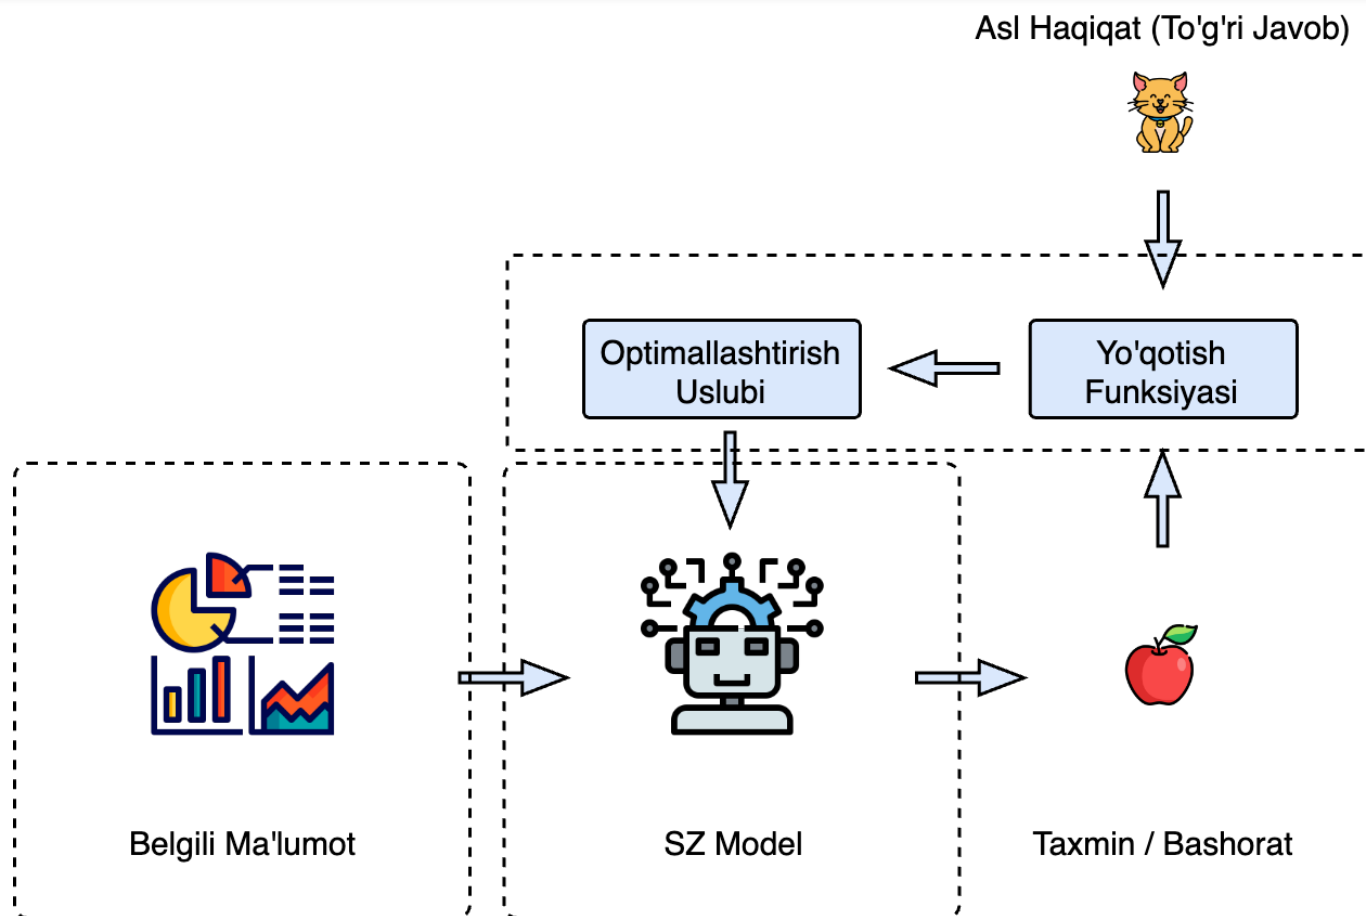 Asl Haqiqat (To'g'ri Javob)
Optimallashtirish
Uslubi
Yo'qotish
Funksiyasi
Belgili Ma'lumot
SZ Model
Taxmin / Bashorat